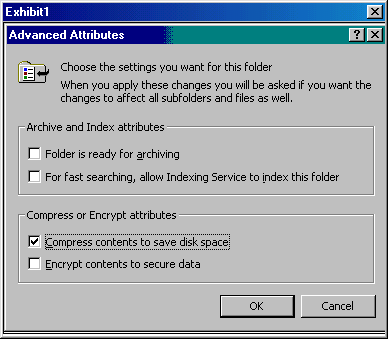 Exhibit1
Advanced Attributes
Choose the settings you want for this folder
When you apply these changes you will be asked if you want the
changes to affect all subfolders and files as well.
Archive and Index attributes
Folder is ready for archiving
For fast searching, allow Indexing Service to index this folder
Compress or Encrypt attributes
Compress contents to save disk space
Encrypt contents to secure data
OK Cancel